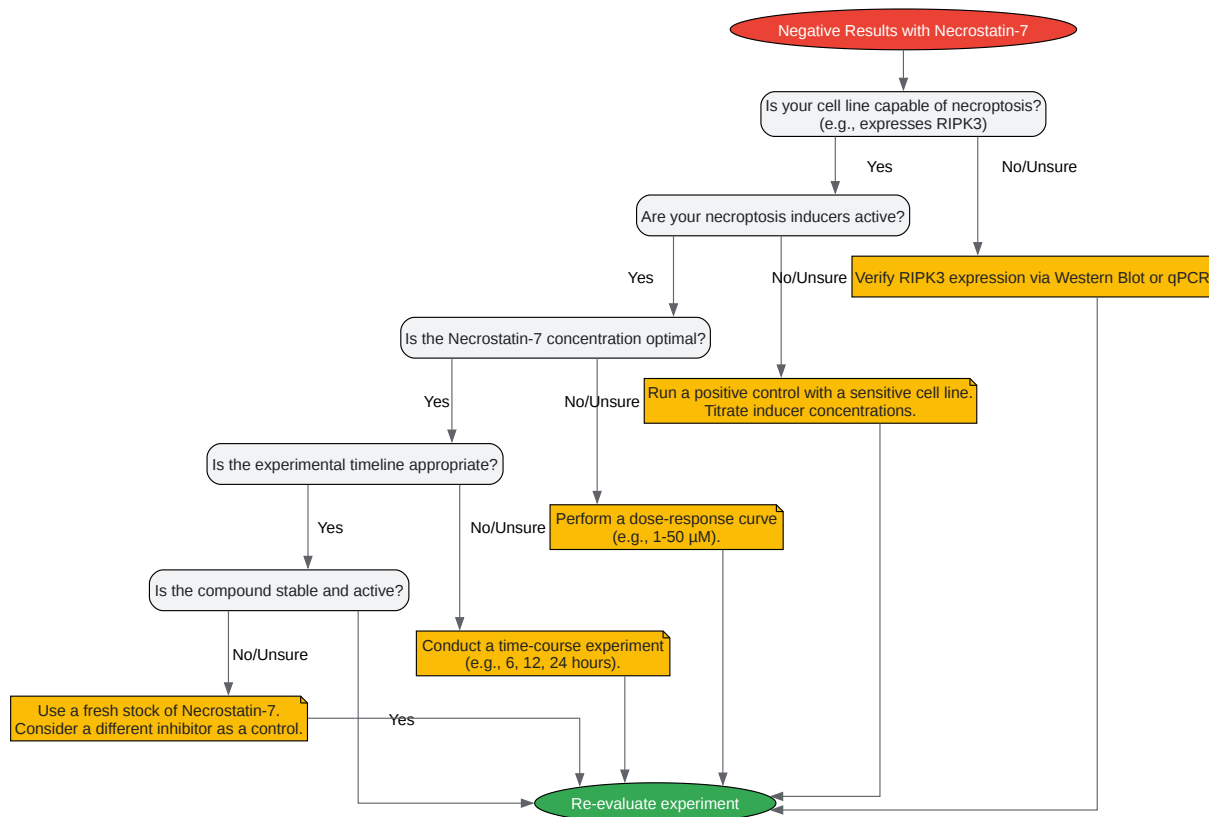 Negative Results with Necrostatin-7
Is your cell line capable of necroptosis?
(e.g., expresses RIPK3)
Yes
No/Unsure
Are your necroptosis inducers active?
Yes
No/Unsure
Verify RIPK3 expression via Western Blot or qPCR
Is the Necrostatin-7 concentration optimal?
Yes
No/Unsure
Run a positive control with a sensitive cell line.
Titrate inducer concentrations.
Is the experimental timeline appropriate?
Yes
No/Unsure
Perform a dose-response curve
(e.g., 1-50 µM).
Is the compound stable and active?
No/Unsure
Conduct a time-course experiment
(e.g., 6, 12, 24 hours).
Use a fresh stock of Necrostatin-7.
Consider a different inhibitor as a control.
Yes
Re-evaluate experiment